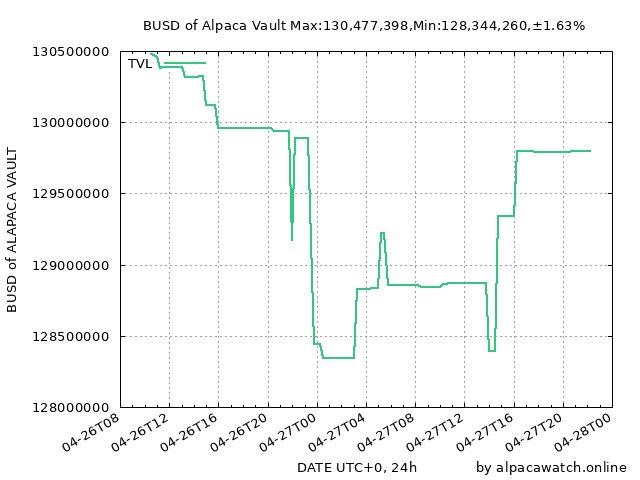 BUSD of Alpaca Vault Max:130,477,398,Min:128,344,260,±1.63%
TVL
130500000
130000000
129500000
129000000
128500000
128000000
BUSD of ALAPACA VAULT
04-26T08
04-26T12
04-26T16
04-26T20
04-27T00
04-27T04
04-27T08
04-27T12
04-27T16
04-27T20
04-28T00
DATE UTC+0, 24h
by alpacawatch.online